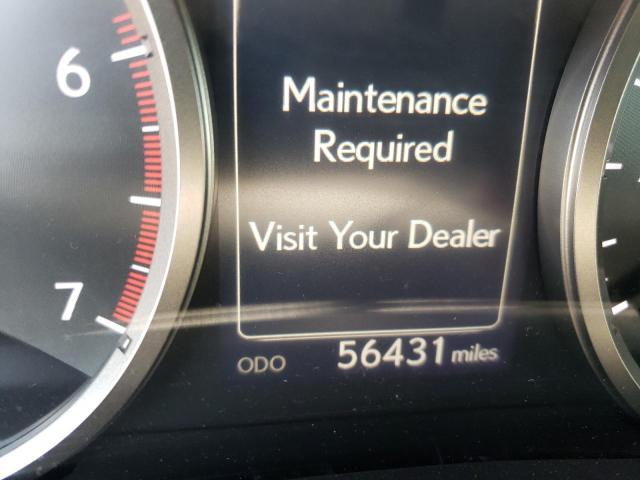 6
Maintenance
Required
Visit Your Dealer
7
ODO 56431 miles